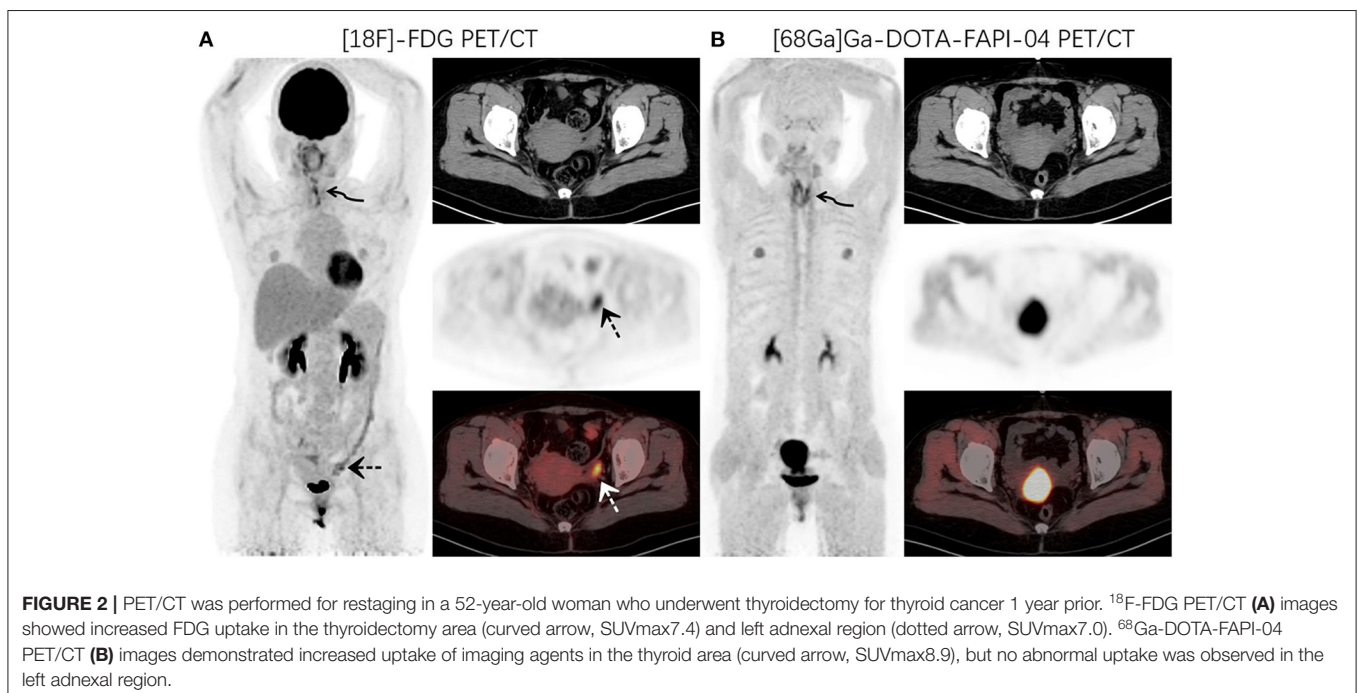 A [18F]-FDG PET/CT B [68Ga]Ga-DOTA-FAPI-04 PET/CT
FIGURE 2 | PET/CT was performed for restaging in a 52-year-old woman who underwent thyroidectomy for thyroid cancer 1 year prior. ¹⁸F-FDG PET/CT (A) images
showed increased FDG uptake in the thyroidectomy area (curved arrow, SUVmax7.4) and left adnexal region (dotted arrow, SUVmax7.0). ⁶⁸Ga-DOTA-FAPI-04
PET/CT (B) images demonstrated increased uptake of imaging agents in the thyroid area (curved arrow, SUVmax8.9), but no abnormal uptake was observed in the
left adnexal region.